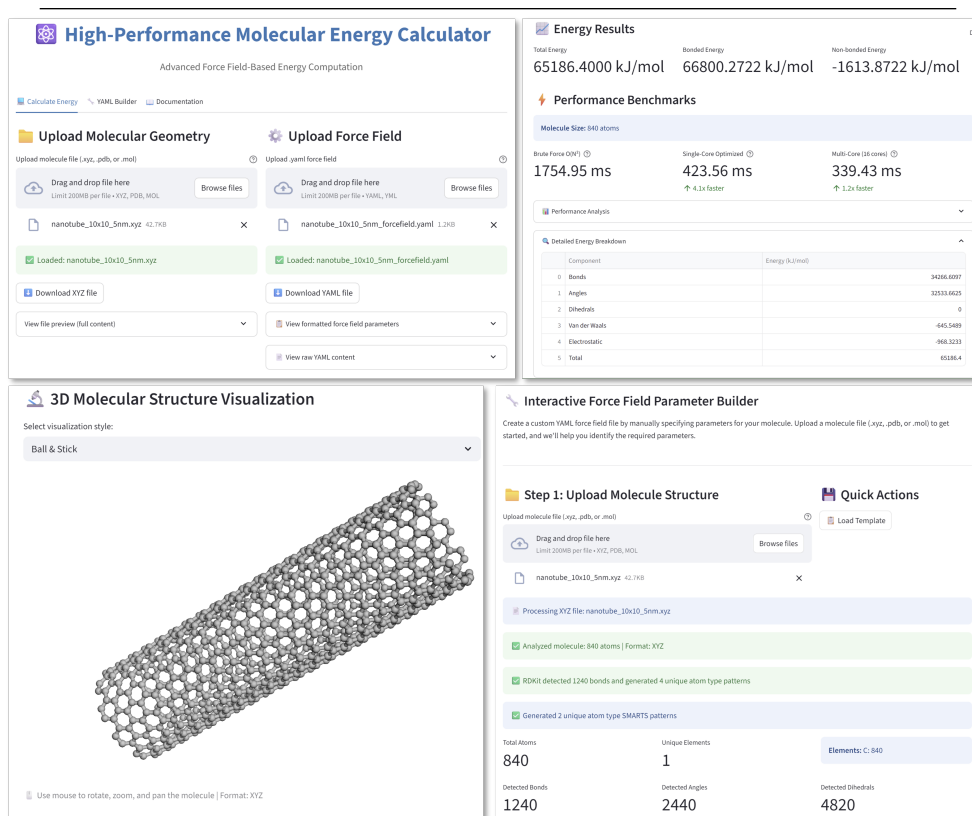 High-Performance Molecular Energy Calculator
Advanced Force Field-Based Energy Computation
Calculate Energy YAML Builder Documentation
Upload Molecular Geometry
Upload molecule file (.xyz, .pdb, or .mol)
Drag and drop file here
Limit 200MB per file • XYZ, PDB, MOL
Browse files
nanotube_10x10_5nm.xyz 42.7KB
Loaded: nanotube_10x10_5nm.xyz
Download XYZ file
View file preview (full content)
Upload Force Field
Upload .yaml force field
Drag and drop file here
Limit 200MB per file • YAML, YML
Browse files
nanotube_10x10_5nm_forcefield.yaml 1.2KB
Loaded: nanotube_10x10_5nm_forcefield.yaml
Download YAML file
View formatted force field parameters
View raw YAML content
Energy Results
Total Energy Bonded Energy Non-bonded Energy
65186.4000 kJ/mol 66800.2722 kJ/mol -1613.8722 kJ/mol
Performance Benchmarks
Molecule Size: 840 atoms
Brute Force O(N²) Single-Core Optimized Multi-Core (16 cores)
1754.95 ms 423.56 ms 339.43 ms
↑ 4.1x faster ↑ 1.2x faster
Performance Analysis
Detailed Energy Breakdown
Component Energy (kJ/mol)
0 Bonds 34266.6097
1 Angles 32533.6625
2 Dihedrals 0
3 Van der Waals -645.5489
4 Electrostatic -968.3233
5 Total 65186.4
3D Molecular Structure Visualization
Select visualization style:
Ball & Stick
Use mouse to rotate, zoom, and pan the molecule | Format: XYZ
Interactive Force Field Parameter Builder
Create a custom YAML force field file by manually specifying parameters for your molecule. Upload a molecule file (.xyz, .pdb, or .mol) to get
started, and we'll help you identify the required parameters.
Step 1: Upload Molecule Structure
Upload molecule file (.xyz, .pdb, or .mol)
Drag and drop file here
Limit 200MB per file • XYZ, PDB, MOL
Browse files
nanotube_10x10_5nm.xyz 42.7KB
Quick Actions
Load Template
Processing XYZ file: nanotube_10x10_5nm.xyz
Analyzed molecule: 840 atoms | Format: XYZ
RDKit detected 1240 bonds and generated 4 unique atom type patterns
Generated 2 unique atom type SMARTS patterns
Total Atoms Unique Elements
840 1 Elements: C: 840
Detected Bonds Detected Angles Detected Dihedrals
1240 2440 4820